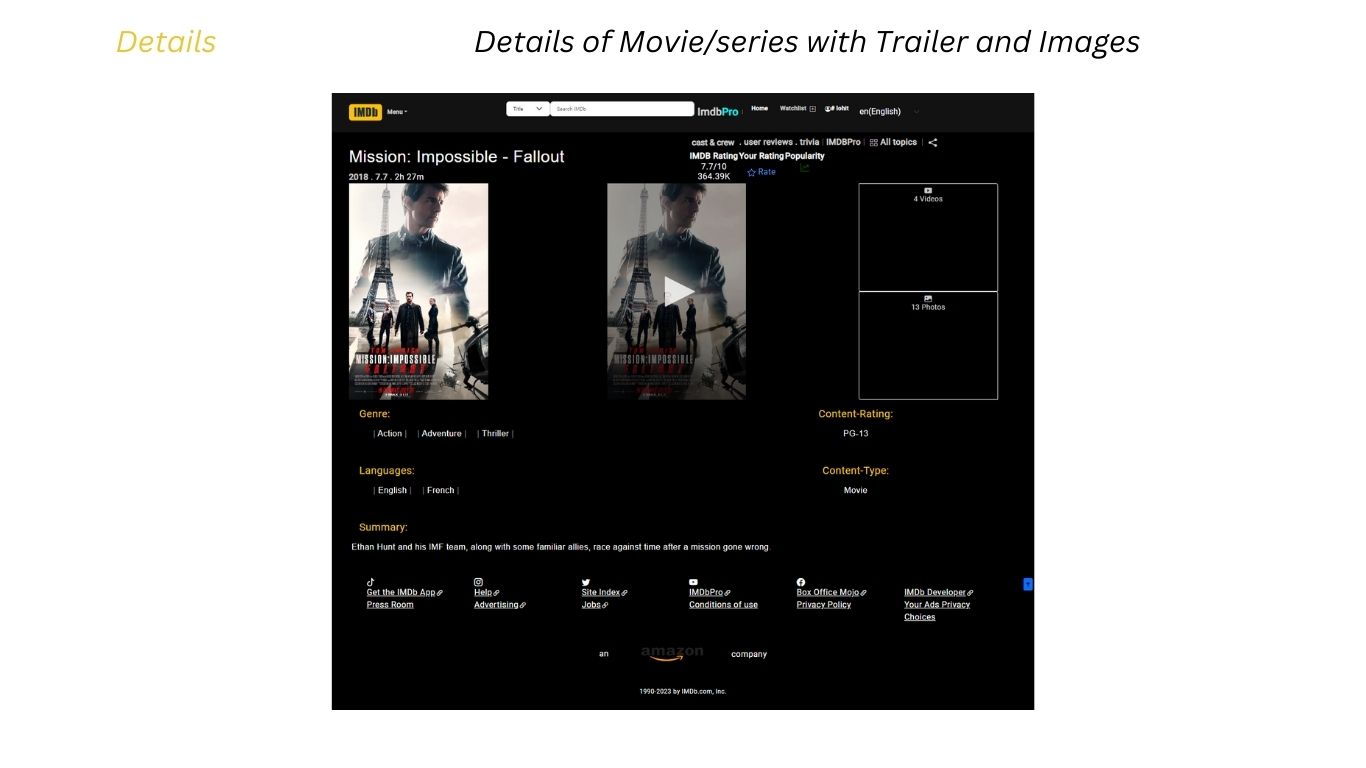 Details
Details of Movie/series with Trailer and Images
IMDb Menu Title Search IMDb ImdbPro Home Watchlist # lohit en(English)
cast & crew . user reviews . trivia | IMDBPro | All topics |
Mission: Impossible - Fallout
IMDB Rating Your Rating Popularity
7.7/10
364.39K
Rate
2018 . 7.7 . 2h 27m
4 Videos
13 Photos
MISSION:IMPOSSIBLE
FALLOUT
MISSION:IMPOSSIBLE
FALLOUT
Genre:
| Action | | Adventure | | Thriller |
Content-Rating:
PG-13
Languages:
| English | | French |
Content-Type:
Movie
Summary:
Ethan Hunt and his IMF team, along with some familiar allies, race against time after a mission gone wrong.
Get the IMDb App Help Site Index IMDbPro Box Office Mojo IMDb Developer
Press Room Advertising Jobs Conditions of use Privacy Policy Your Ads Privacy
Choices
an amazon company
1990-2023 by IMDb.com, Inc.